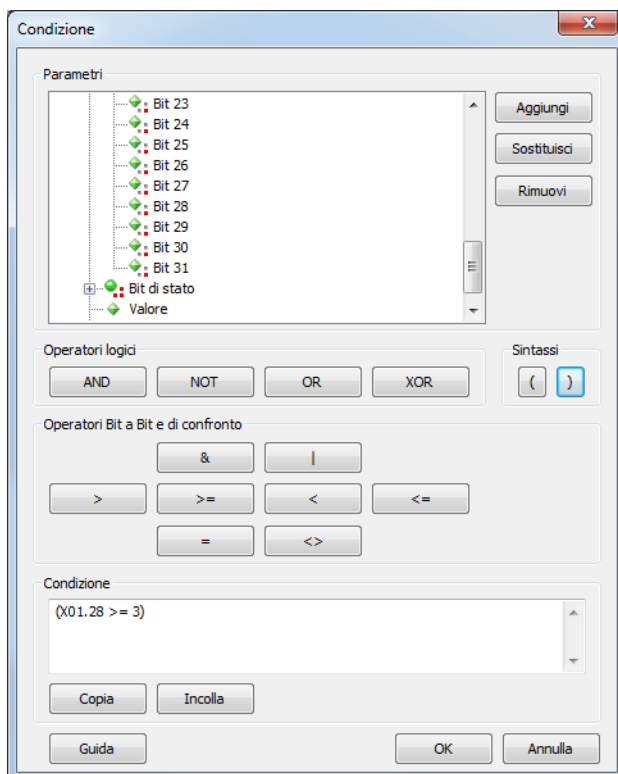 Condizione
Parametri
Bit 23
Bit 24
Bit 25
Bit 26
Bit 27
Bit 28
Bit 29
Bit 30
Bit 31
Bit di stato
Valore
Aggiungi
Sostituisci
Rimuovi
Operatori logici
AND NOT OR XOR
Sintassi
( )
Operatori Bit a Bit e di confronto
& |
> >= < <=
= <>
Condizione
(X01.28 >= 3)
Copia Incolla
Guida OK Annulla